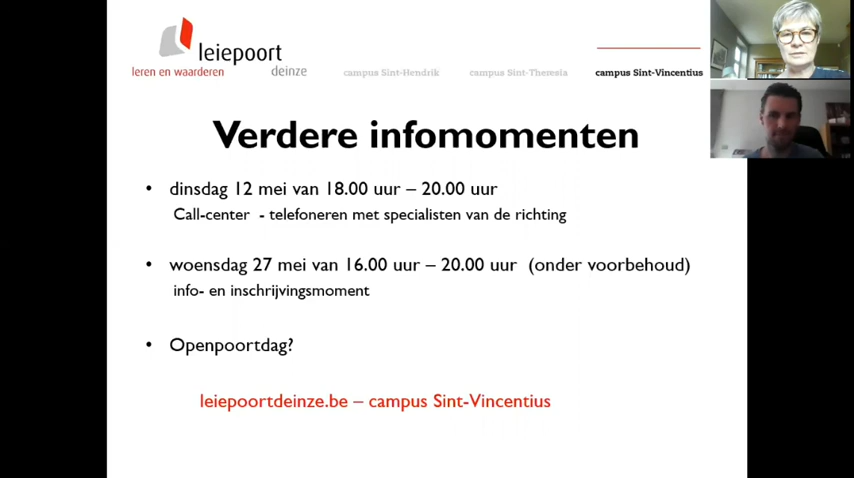 leiepoort
leren en waarderen deinze
campus Sint-Hendrik campus Sint-Theresia campus Sint-Vincentius
Verdere infomomenten
• dinsdag 12 mei van 18.00 uur – 20.00 uur
Call-center - telefoneren met specialisten van de richting
• woensdag 27 mei van 16.00 uur – 20.00 uur (onder voorbehoud)
info- en inschrijvingsmoment
• Openpoortdag?
leiepoortdeinze.be – campus Sint-Vincentius